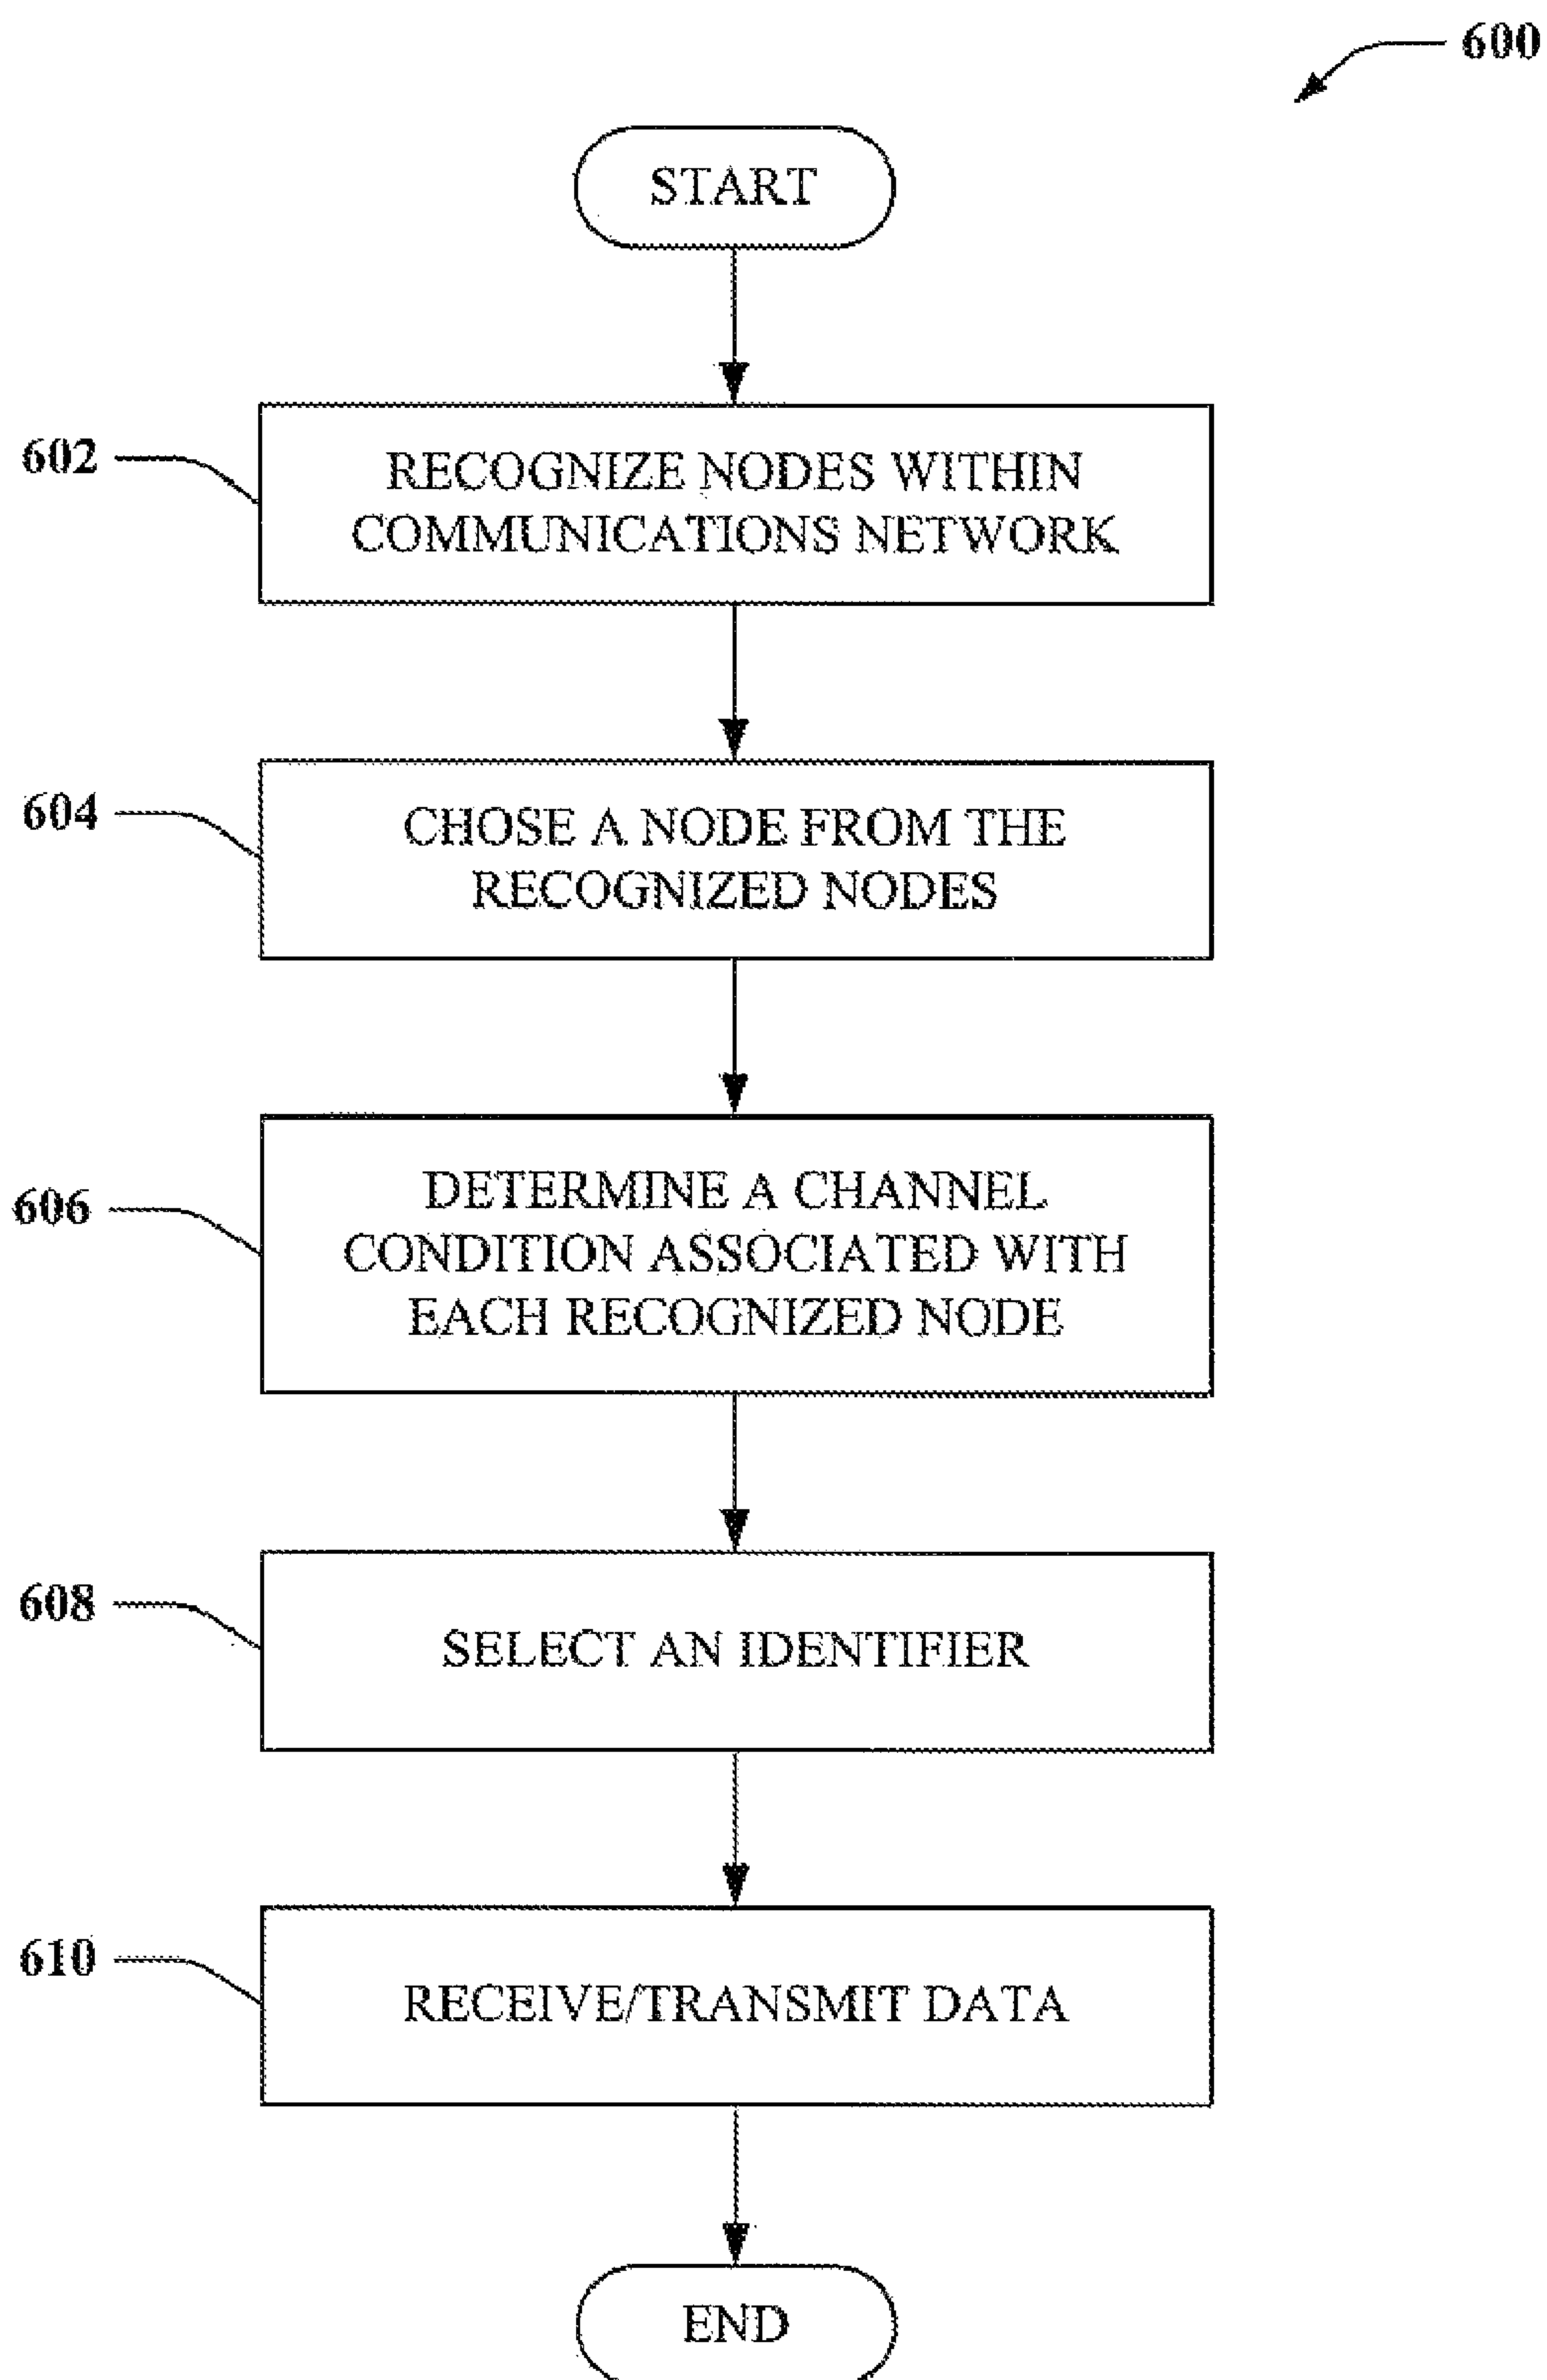 600
START
602
RECOGNIZE NODES WITHIN
COMMUNICATIONS NETWORK
604
CHOSE A NODE FROM THE
RECOGNIZED NODES
606
DETERMINE A CHANNEL
CONDITION ASSOCIATED WITH
EACH RECOGNIZED NODE
608
SELECT AN IDENTIFIER
610
RECEIVE/TRANSMIT DATA
END